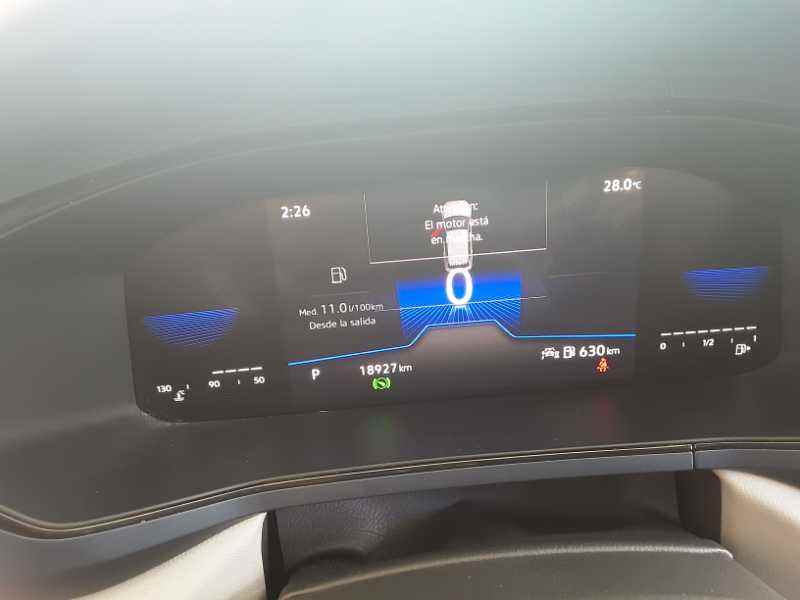 2:26
28.0°C
Atención:
El motor está
en marcha.
0
Med. 11.0 l/100km
Desde la salida
130 90 50
0 1/2 1
P
18927 km
630 km